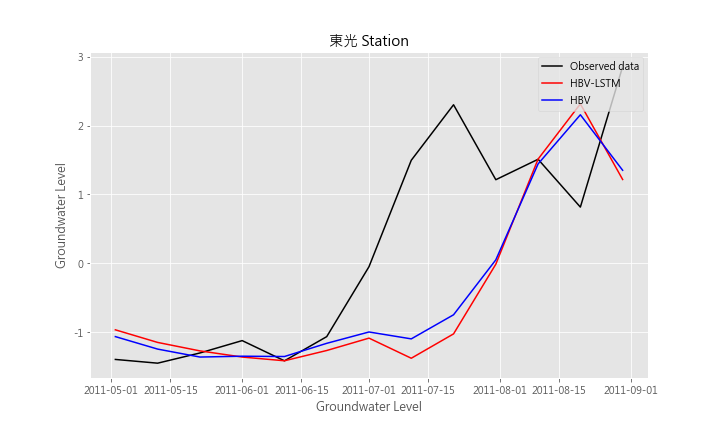 東光 Station
Observed data
HBV-LSTM
HBV
3
2
1
0
-1
Groundwater Level
2011-05-01 2011-05-15 2011-06-01 2011-06-15 2011-07-01 2011-07-15 2011-08-01 2011-08-15 2011-09-01
Groundwater Level